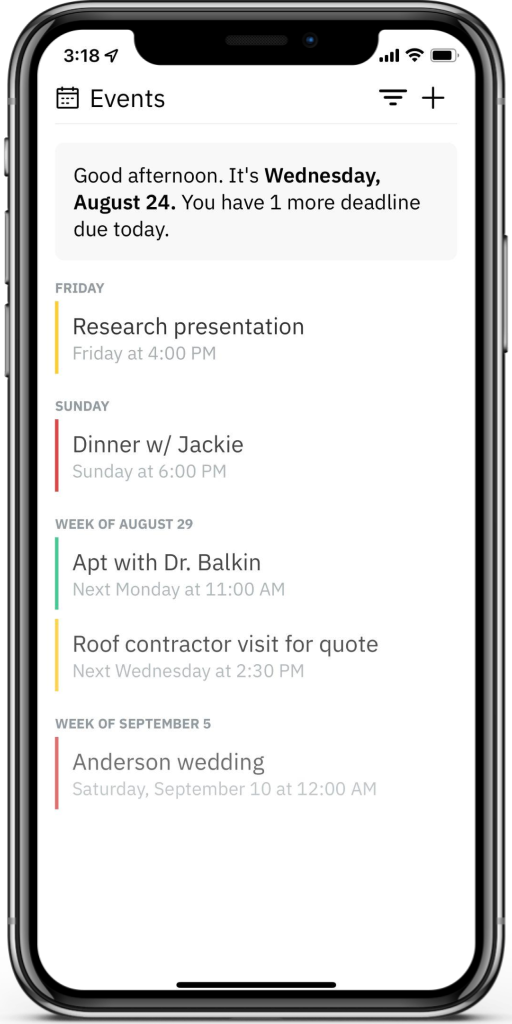 3:18
Events
Good afternoon. It's Wednesday,
August 24. You have 1 more deadline
due today.
FRIDAY
Research presentation
Friday at 4:00 PM
SUNDAY
Dinner w/ Jackie
Sunday at 6:00 PM
WEEK OF AUGUST 29
Apt with Dr. Balkin
Next Monday at 11:00 AM
Roof contractor visit for quote
Next Wednesday at 2:30 PM
WEEK OF SEPTEMBER 5
Anderson wedding
Saturday, September 10 at 12:00 AM